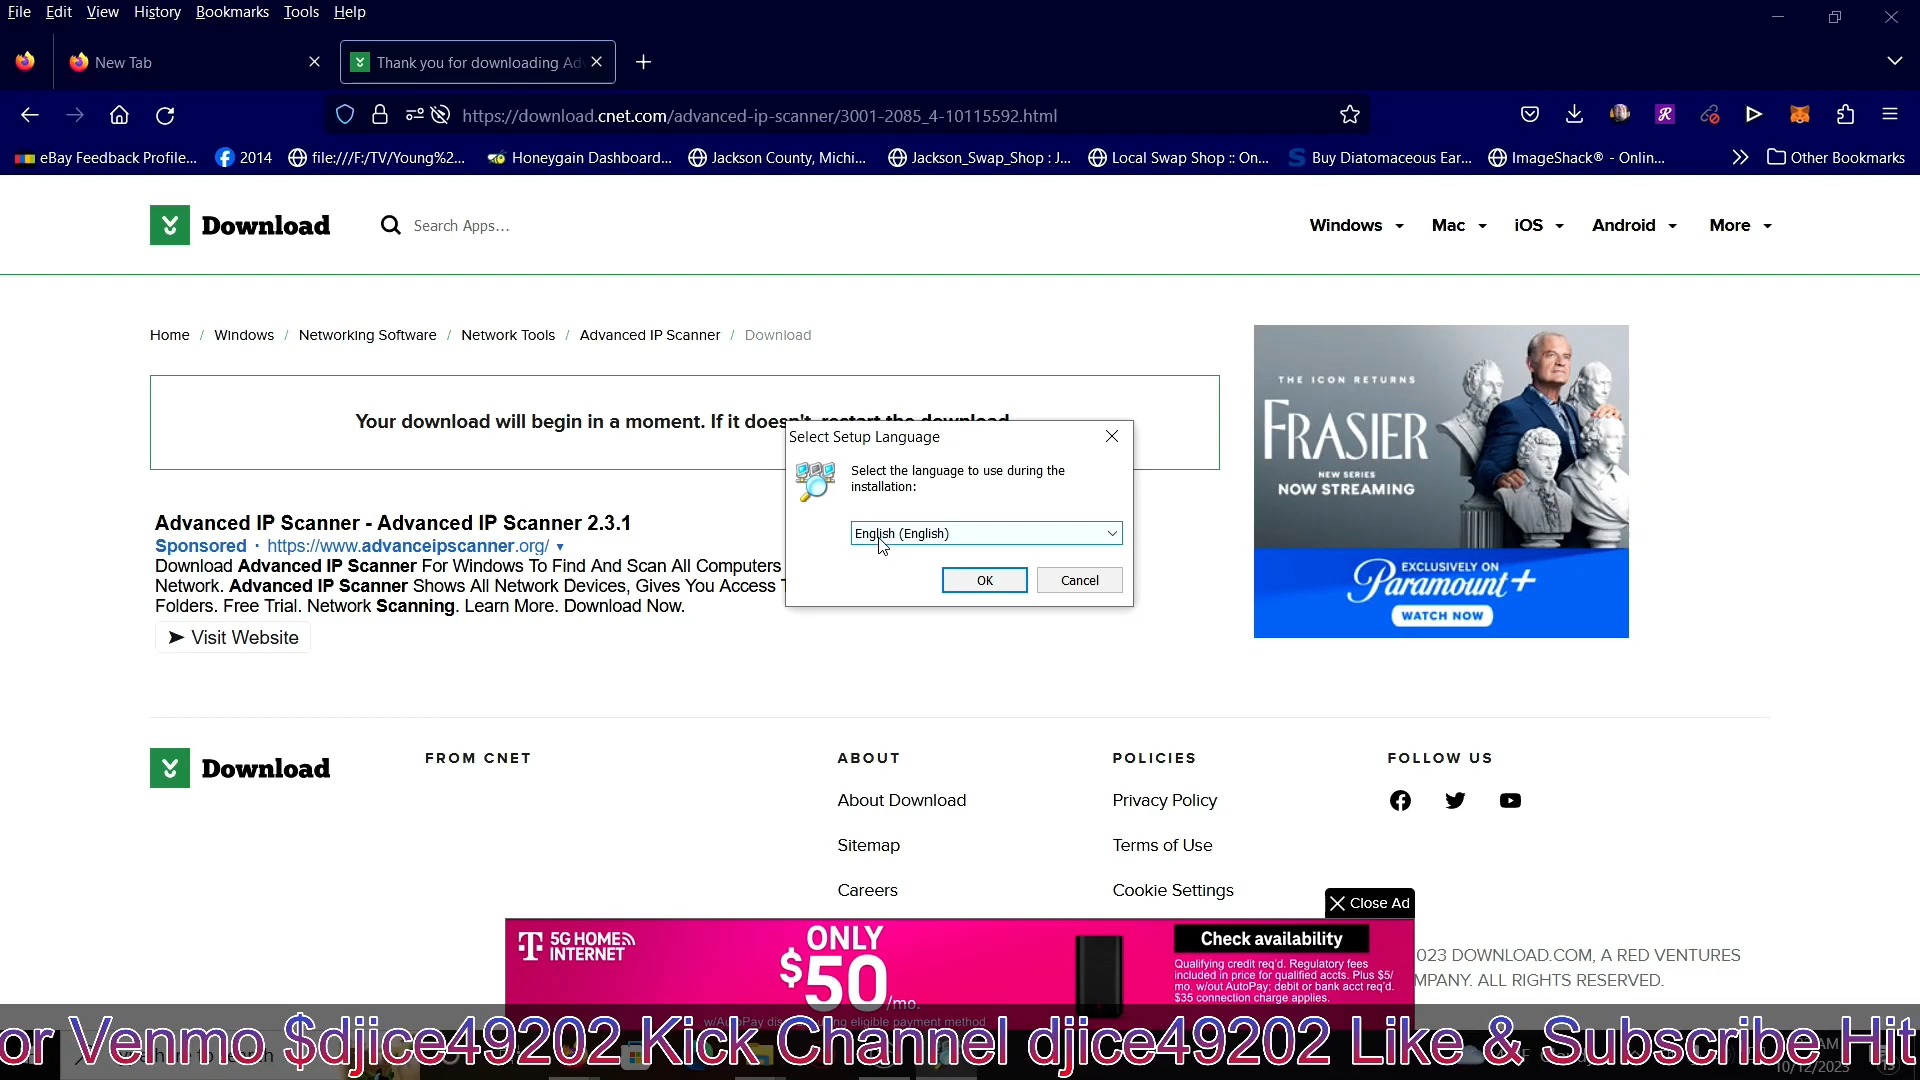 File Edit View History Bookmarks Tools Help
New Tab
Thank you for downloading Adv
https://download.cnet.com/advanced-ip-scanner/3001-2085_4-10115592.html
eBay Feedback Profile...
2014
file:///F:/TV/Young%2...
Honeygain Dashboard...
Jackson County, Michi...
Jackson_Swap_Shop : J...
Local Swap Shop :: On...
Buy Diatomaceous Ear...
ImageShack® - Onlin...
Other Bookmarks
Download
Search Apps...
Windows
Mac
iOS
Android
More
Home / Windows / Networking Software / Network Tools / Advanced IP Scanner / Download
Your download will begin in a moment. If it doesn't, restart the download.
Select Setup Language
Select the language to use during the
installation:
English (English)
OK
Cancel
Advanced IP Scanner - Advanced IP Scanner 2.3.1
Sponsored · https://www.advanceipscanner.org/
Download Advanced IP Scanner For Windows To Find And Scan All Computers
Network. Advanced IP Scanner Shows All Network Devices, Gives You Access
Folders. Free Trial. Network Scanning. Learn More. Download Now.
➤ Visit Website
THE ICON RETURNS
FRASIER
NEW SERIES
NOW STREAMING
EXCLUSIVELY ON
Paramount+
WATCH NOW
Download
FROM CNET
ABOUT
About Download
Sitemap
Careers
POLICIES
Privacy Policy
Terms of Use
Cookie Settings
FOLLOW US
Close Ad
T 5G HOME
INTERNET
ONLY
$50
/mo.
Check availability
Qualifying credit req'd. Regulatory fees
included in price for qualified accts. Plus $5/
mo. w/out AutoPay; debit or bank acct req'd.
$35 connection charge applies.
023 DOWNLOAD.COM, A RED VENTURES
MPANY. ALL RIGHTS RESERVED.
or Venmo $djice49202 Kick Channel djice49202 Like & Subscribe Hit
10/12/2023